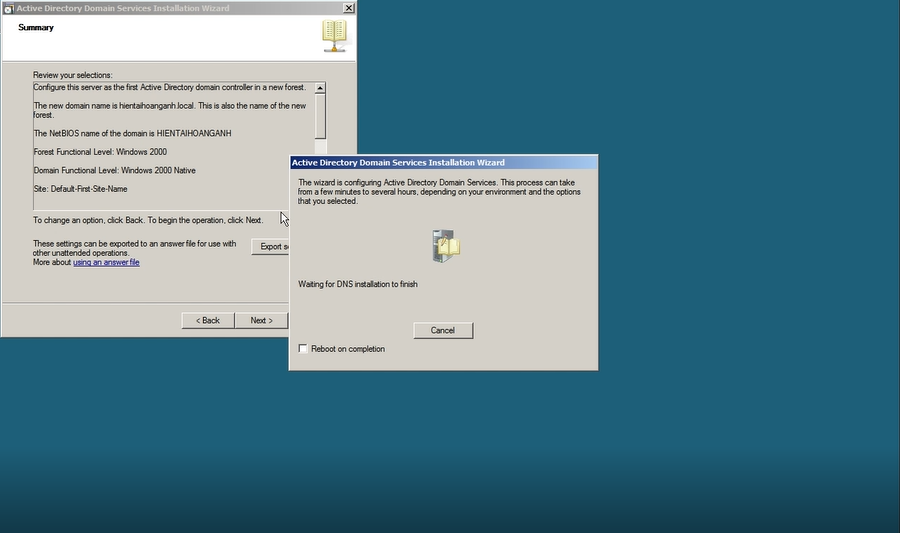 Active Directory Domain Services Installation Wizard
Summary
Review your selections:
Configure this server as the first Active Directory domain controller in a new forest.
The new domain name is hientaihoanganh.local. This is also the name of the new
forest.
The NetBIOS name of the domain is HIENTAIHOANGANH
Forest Functional Level: Windows 2000
Domain Functional Level: Windows 2000 Native
Site: Default-First-Site-Name
To change an option, click Back. To begin the operation, click Next.
These settings can be exported to an answer file for use with
other unattended operations.
More about using an answer file
Export se
< Back
Next >
Active Directory Domain Services Installation Wizard
The wizard is configuring Active Directory Domain Services. This process can take
from a few minutes to several hours, depending on your environment and the options
that you selected.
Waiting for DNS installation to finish
Cancel
Reboot on completion